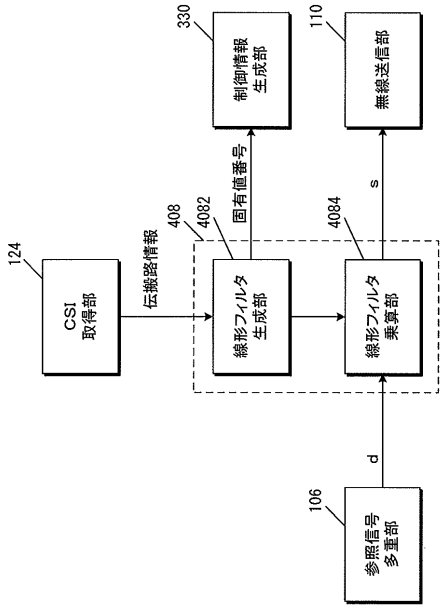 124
CSI
取得部
伝搬路情報
408
4082
線形フィルタ
生成部
固有値番号
330
制御情報
生成部
106
参照信号
多重部
d
4084
線形フィルタ
乗算部
s
110
無線送信部